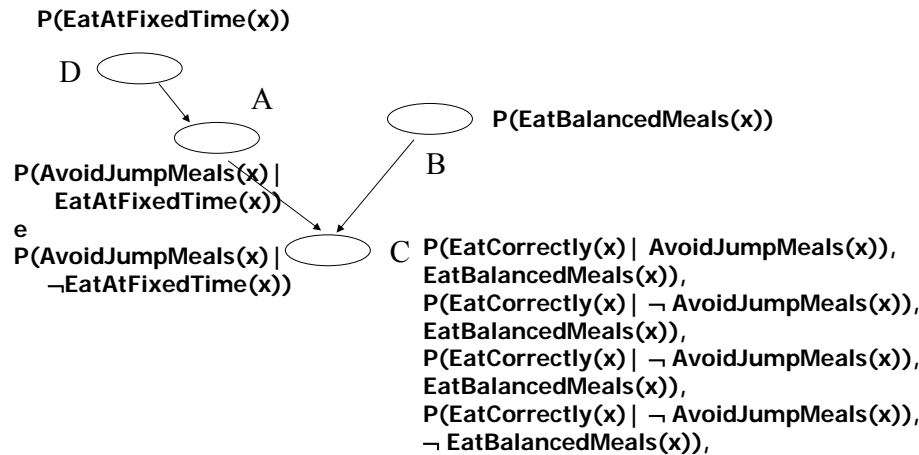 P(EatAtFixedTime(x))
D
A
P(EatBalancedMeals(x))
B
P(AvoidJumpMeals(x)|
EatAtFixedTime(x))
e
P(AvoidJumpMeals(x)|
¬EatAtFixedTime(x))
C
P(EatCorrectly(x)| AvoidJumpMeals(x)),
EatBalancedMeals(x)),
P(EatCorrectly(x)| ¬ AvoidJumpMeals(x)),
EatBalancedMeals(x)),
P(EatCorrectly(x)| ¬ AvoidJumpMeals(x)),
EatBalancedMeals(x)),
P(EatCorrectly(x)| ¬ AvoidJumpMeals(x)),
¬ EatBalancedMeals(x)),